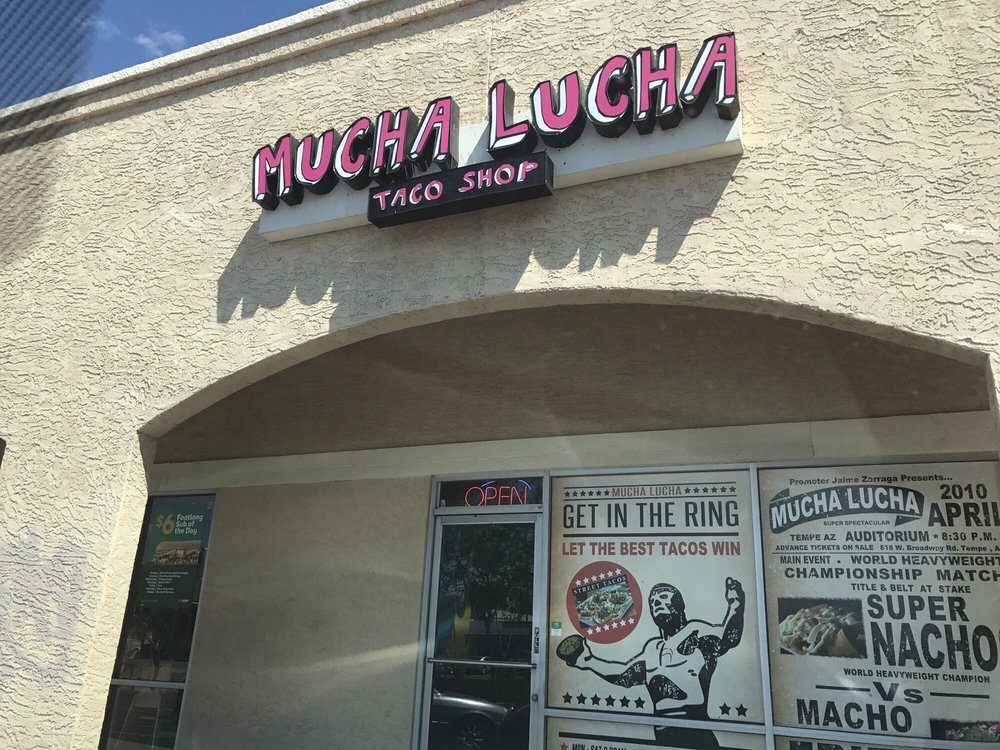 MUCHA LUCHA
TACO SHOP
$6
Footlong
Sub of
the Day
OPEN
MUCHA LUCHA
GET IN THE RING
LET THE BEST TACOS WIN
STREET TACOS
Promoter Jaime Zarraga Presents...
MUCHA LUCHA
SUPER SPECTACULAR
2010
APRIL
TEMPE AZ AUDITORIUM ★ 8:30 P.M.
ADVANCE TICKETS ON SALE 818 W. Broadway Rd. Tempe,
MAIN EVENT - WORLD HEAVYWEIGHT
CHAMPIONSHIP MATCH
TITLE & BELT AT STAKE
SUPER
NACHO
WORLD HEAVYWEIGHT CHAMPION
Vs
MACHO